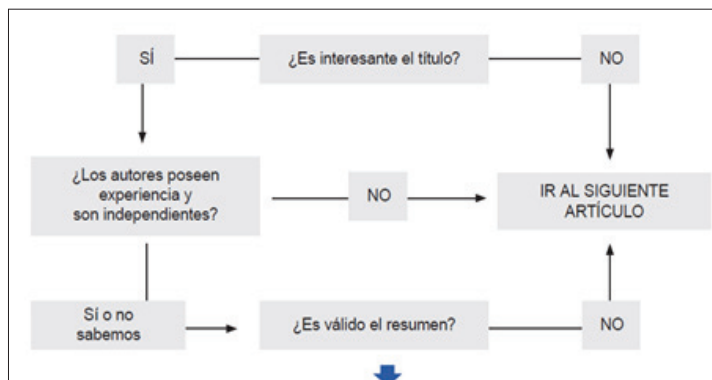 SÍ
¿Es interesante el título?
NO
¿Los autores poseen
experiencia y
son independientes?
NO
IR AL SIGUIENTE
ARTÍCULO
Sí o no
sabemos
¿Es válido el resumen?
NO